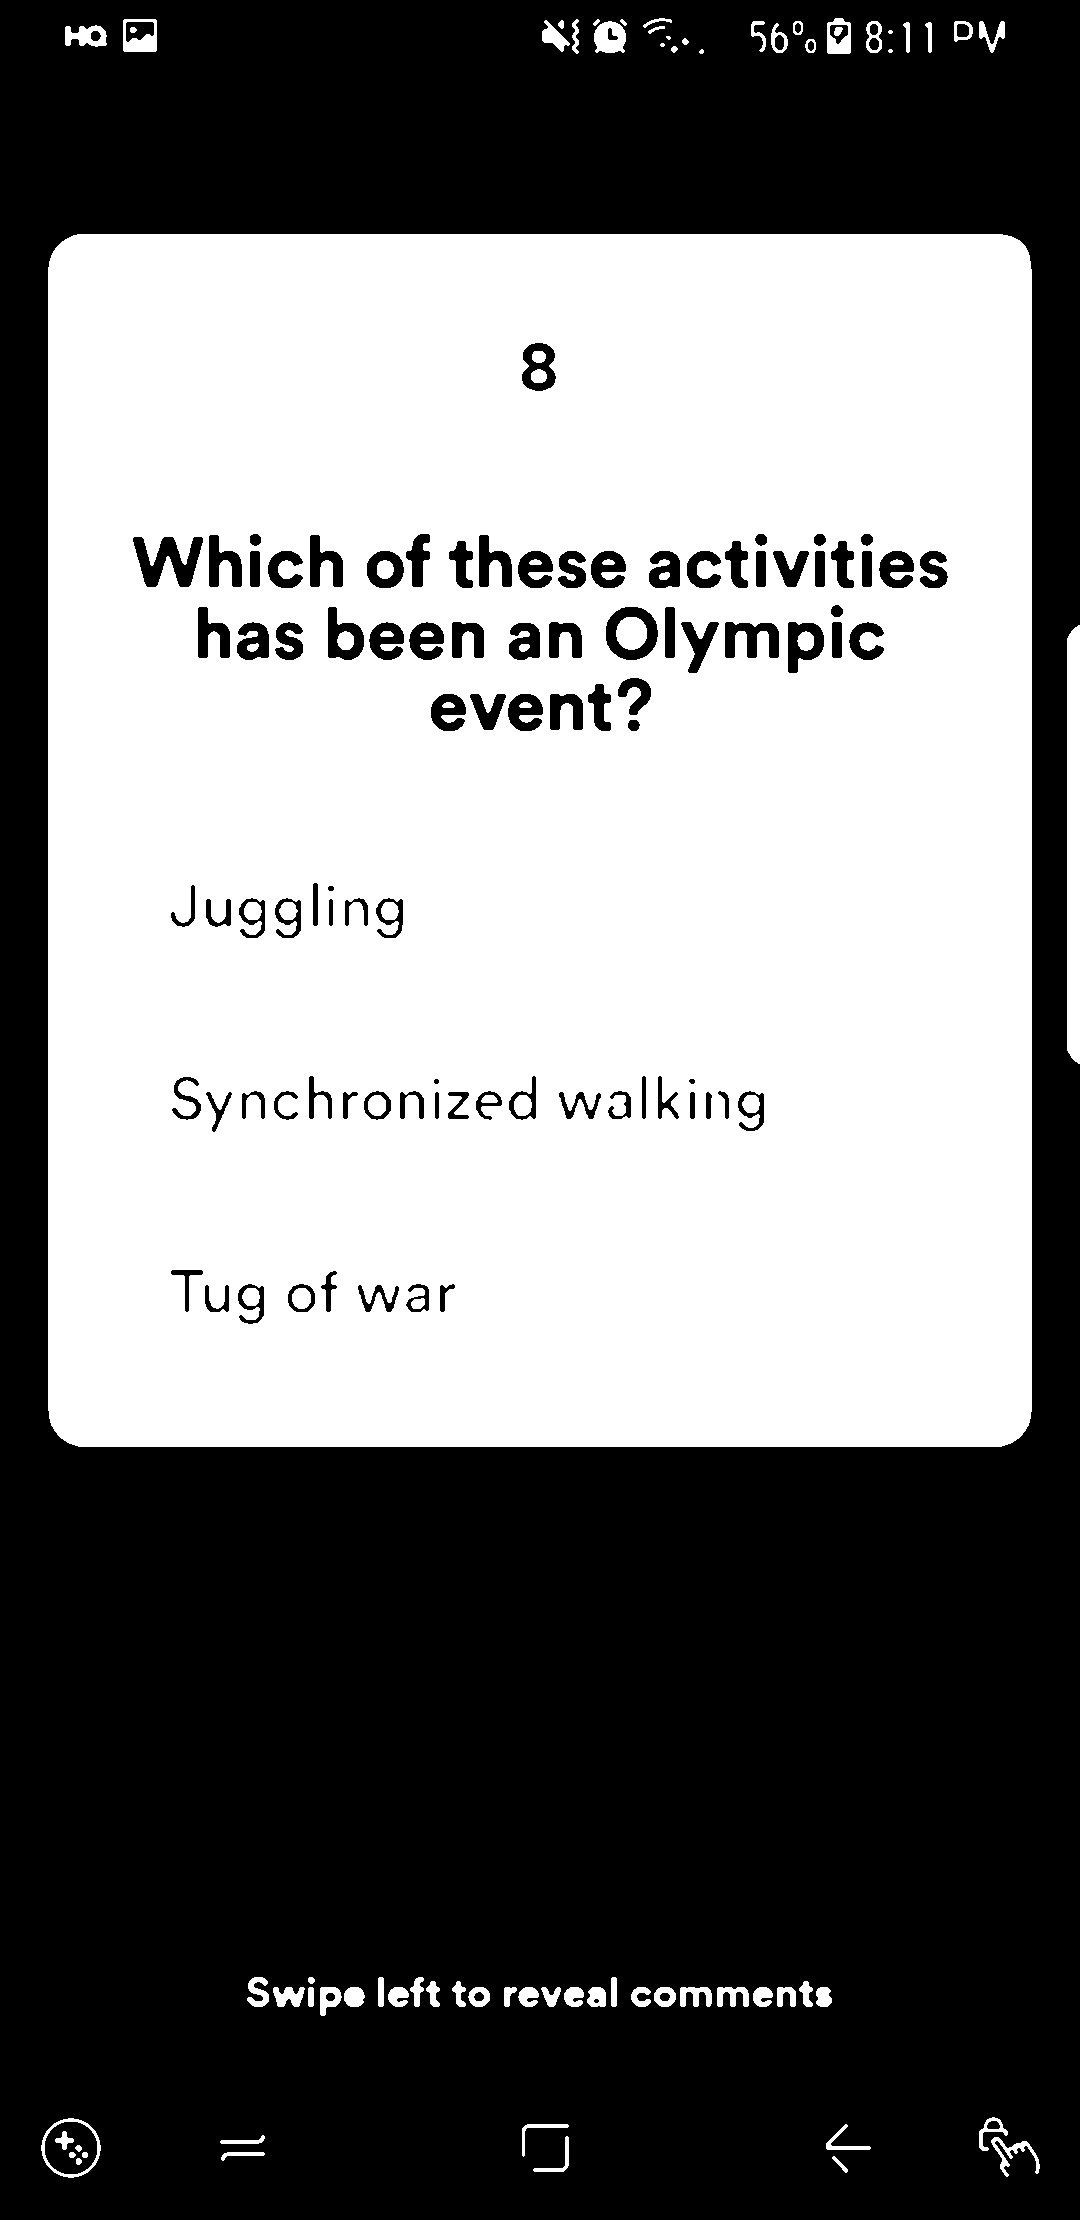 HQ 56% 8:11 PM
8
Which of these activities
has been an Olympic
event?
Juggling
Synchronized walking
Tug of war
Swipe left to reveal comments